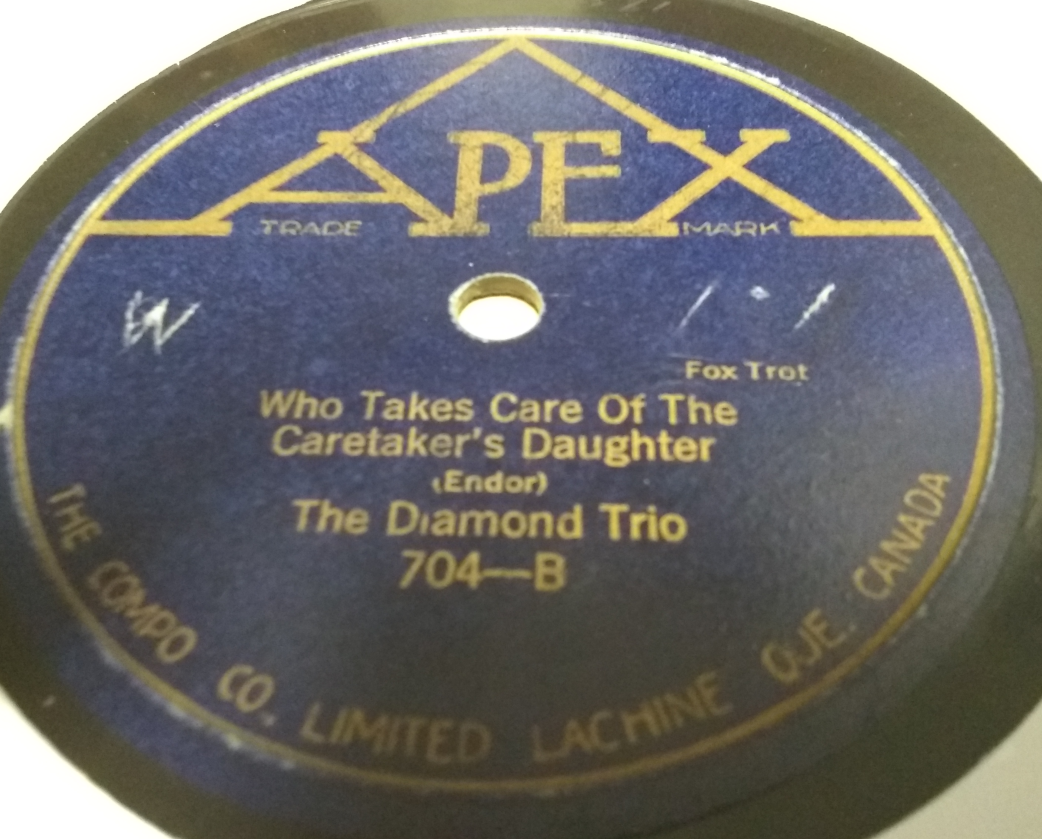 APEX
TRADE MARK
Fox Trot
Who Takes Care Of The
Caretaker's Daughter
(Endor)
The Diamond Trio
704—B
THE COMPO CO. LIMITED LACHINE QUE. CANADA